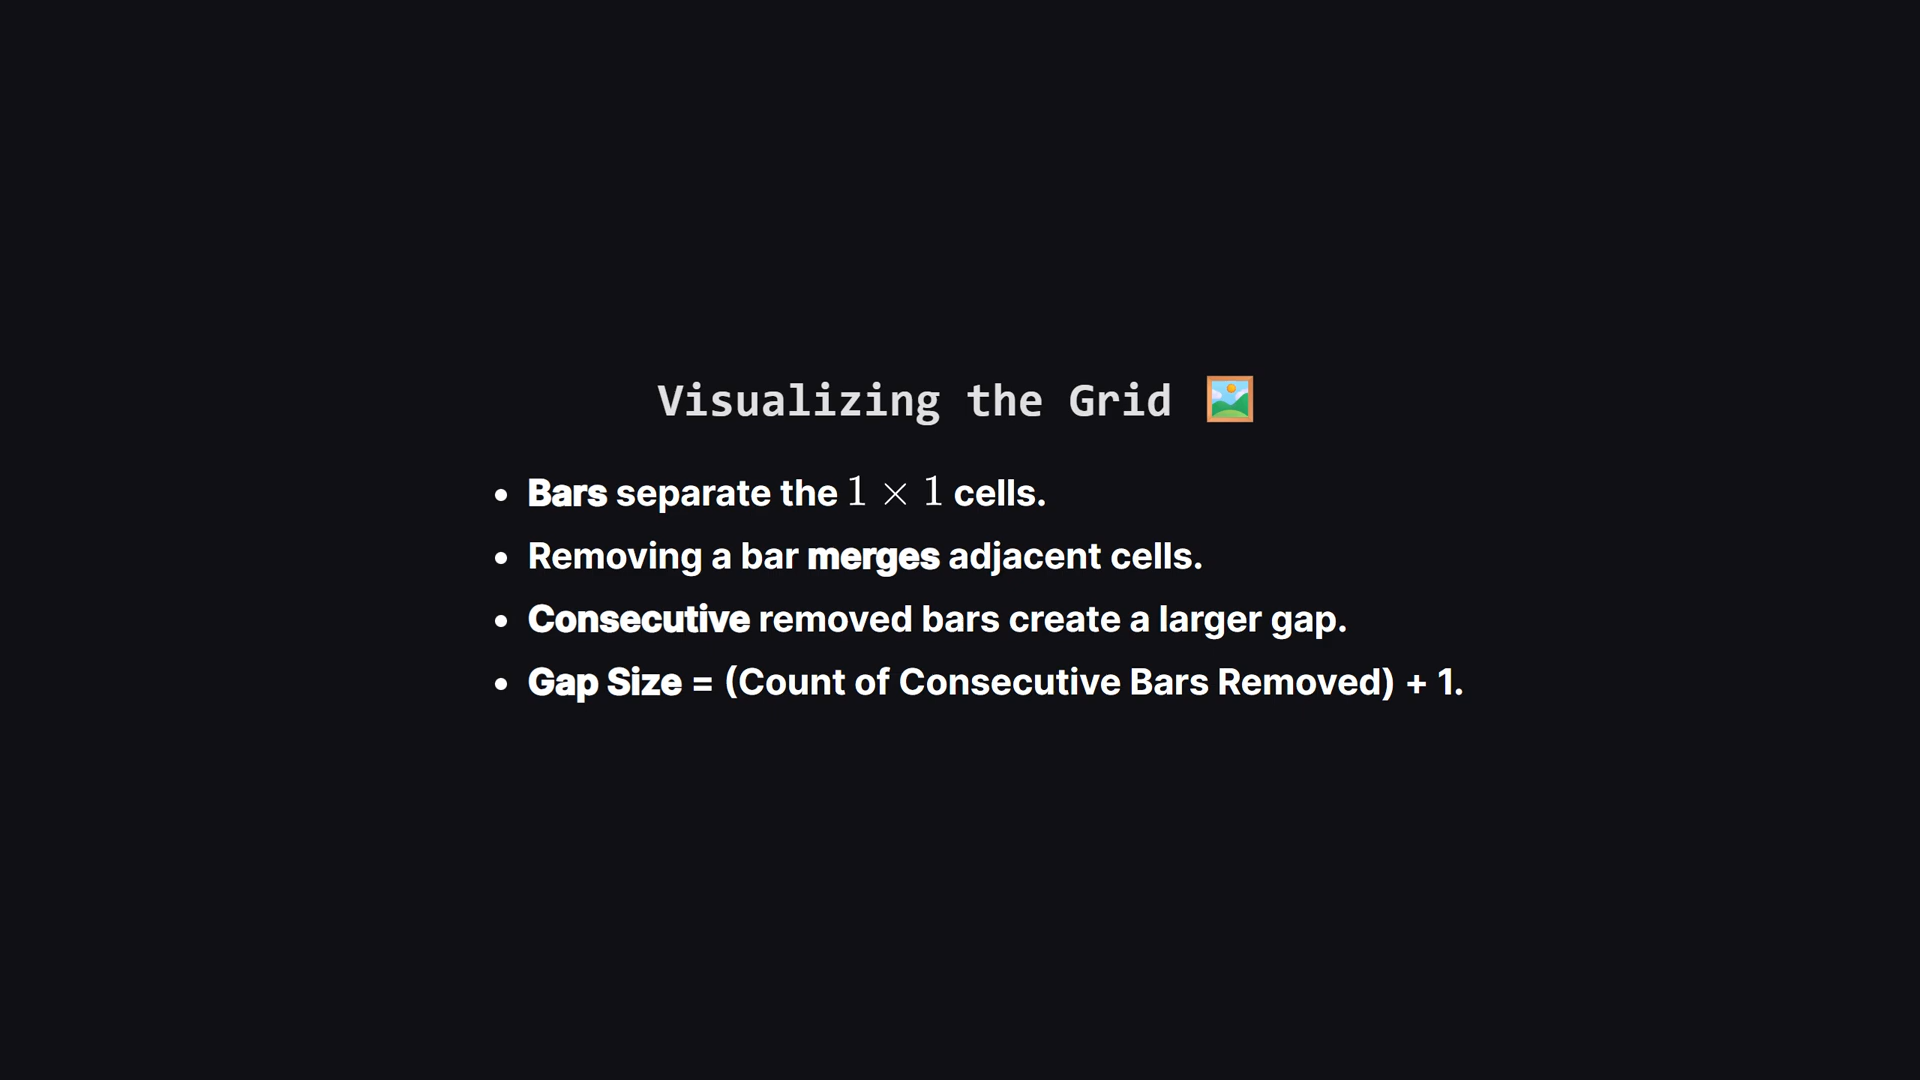 Visualizing the Grid 🖼️
• Bars separate the 1 × 1 cells.
• Removing a bar merges adjacent cells.
• Consecutive removed bars create a larger gap.
• Gap Size = (Count of Consecutive Bars Removed) + 1.